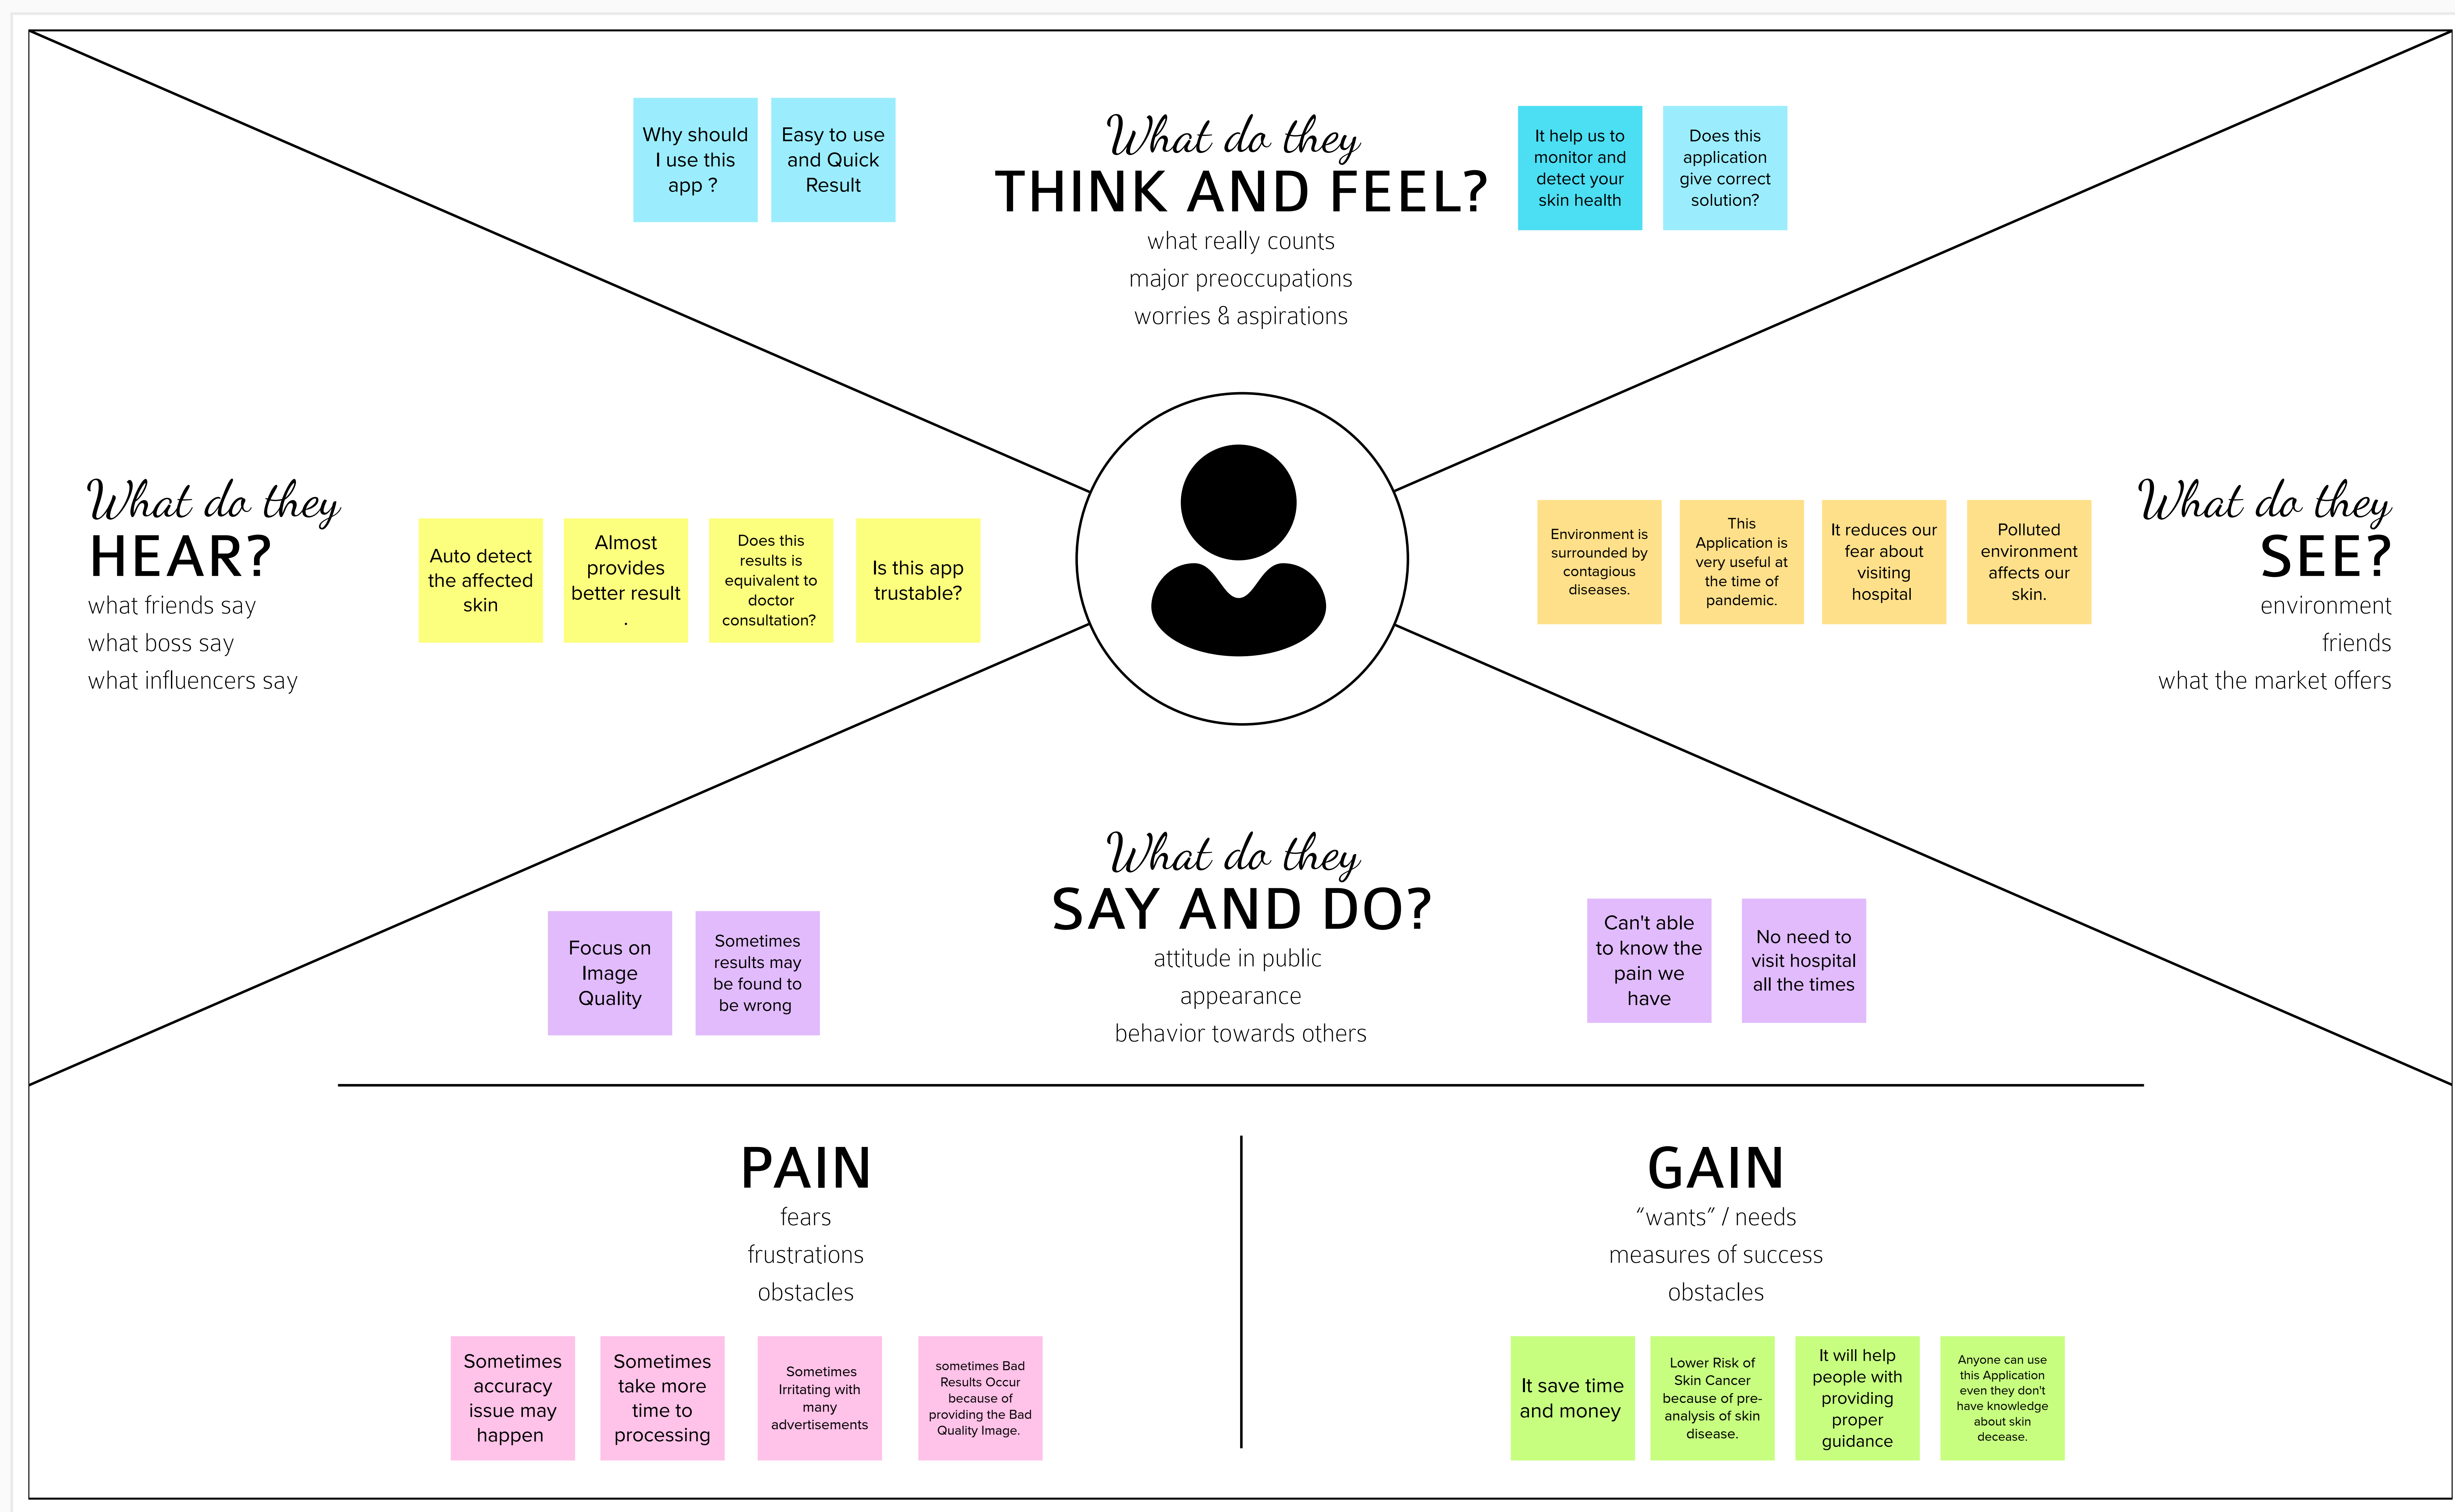 What do they
THINK AND FEEL?
what really counts
major preoccupations
worries & aspirations
Why should
I use this
app ?
Easy to use
and Quick
Result
It help us to
monitor and
detect your
skin health
Does this
application
give correct
solution?
What do they
HEAR?
what friends say
what boss say
what influencers say
Auto detect
the affected
skin
Almost
provides
better result
.
Does this
results is
equivalent to
doctor
consultation?
Is this app
trustable?
Environment is
surrounded by
contagious
diseases.
This
Application is
very useful at
the time of
pandemic.
It reduces our
fear about
visiting
hospital
Polluted
environment
affects our
skin.
What do they
SEE?
environment
friends
what the market offers
What do they
SAY AND DO?
attitude in public
appearance
behavior towards others
Focus on
Image
Quality
Sometimes
results may
be found to
be wrong
Can't able
to know the
pain we
have
No need to
visit hospital
all the times
PAIN
fears
frustrations
obstacles
Sometimes
accuracy
issue may
happen
Sometimes
take more
time to
processing
Sometimes
Irritating with
many
advertisements
sometimes Bad
Results Occur
because of
providing the Bad
Quality Image.
GAIN
“wants” / needs
measures of success
obstacles
It save time
and money
Lower Risk of
Skin Cancer
because of pre-
analysis of skin
disease.
It will help
people with
providing
proper
guidance
Anyone can use
this Application
even they don't
have knowledge
about skin
decease.